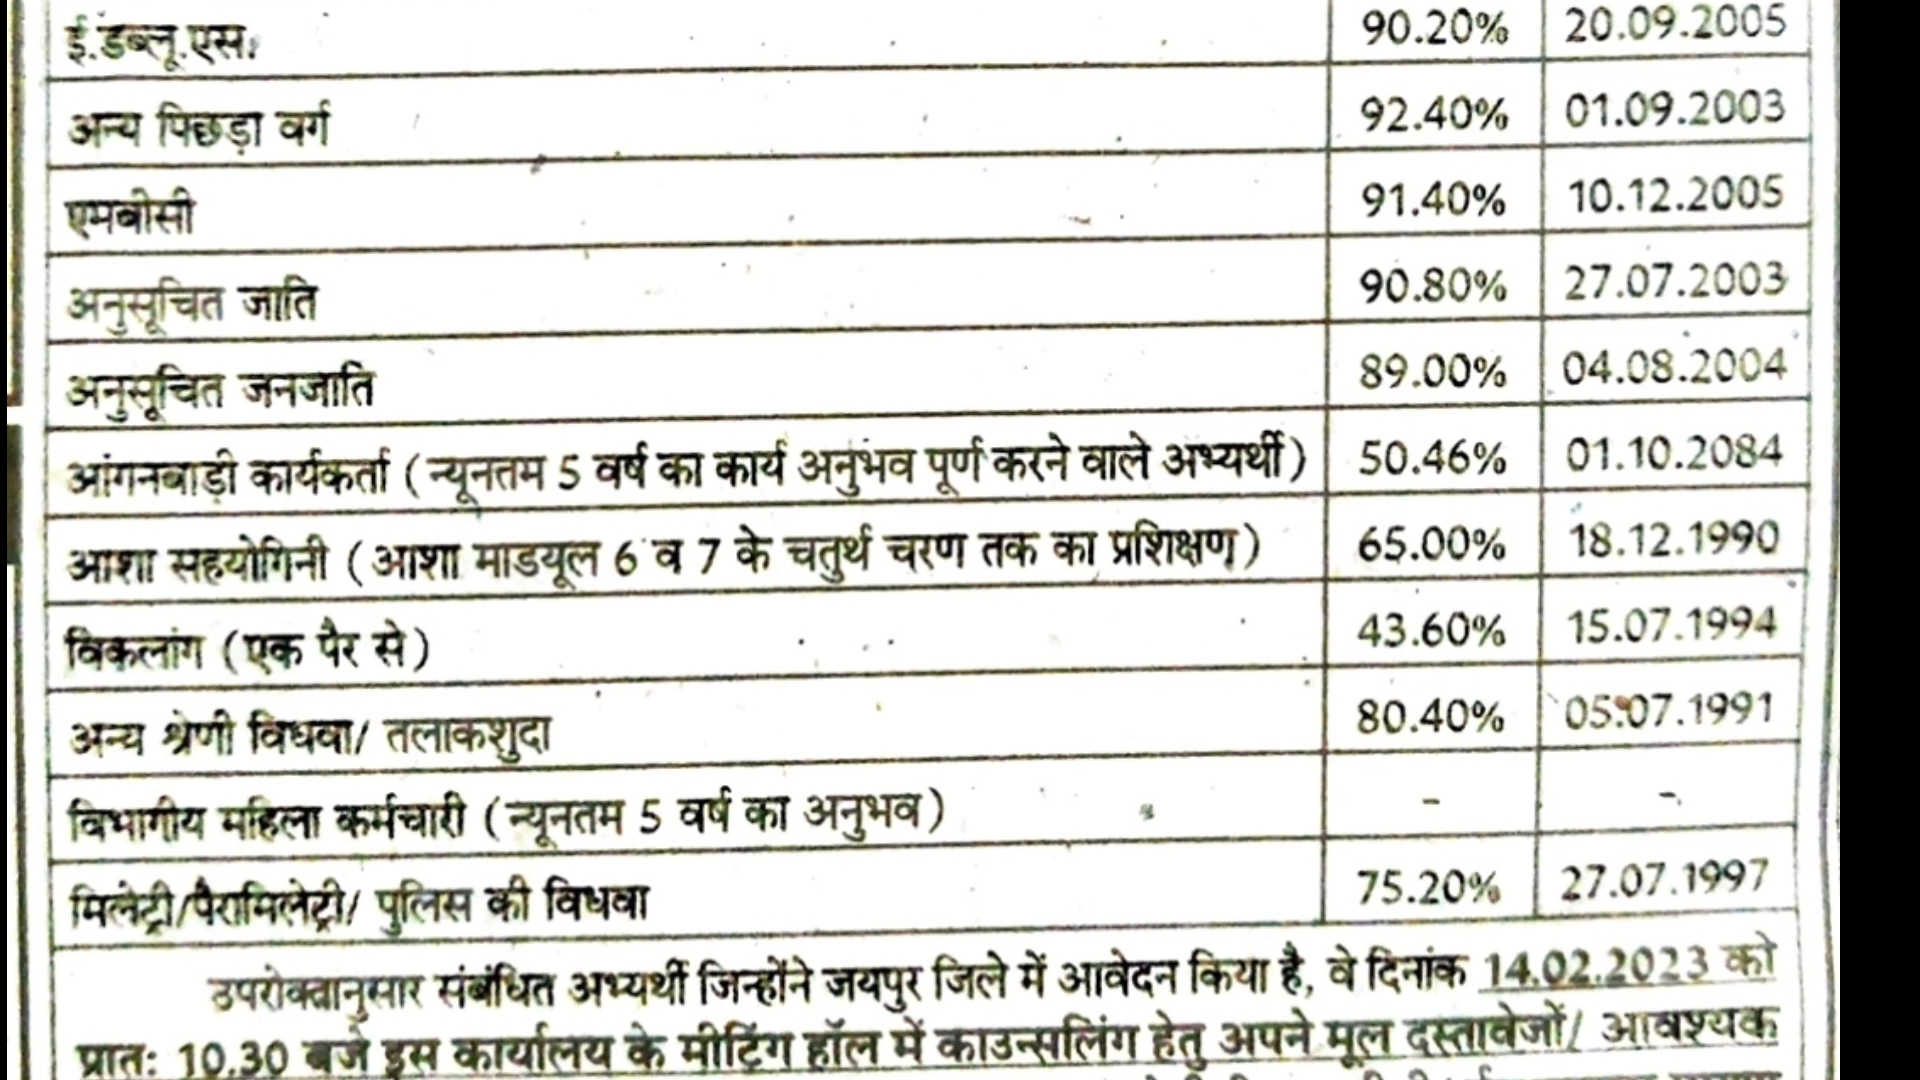 ई.डब्लू.एस. 90.20% 20.09.2005
अन्य पिछड़ा वर्ग 92.40% 01.09.2003
एमबीसी 91.40% 10.12.2005
अनुसूचित जाति 90.80% 27.07.2003
अनुसूचित जनजाति 89.00% 04.08.2004
आंगनबाड़ी कार्यकर्ता (न्यूनतम 5 वर्ष का कार्य अनुभव पूर्ण करने वाले अभ्यर्थी) 50.46% 01.10.2084
आशा सहयोगिनी (आशा माडयूल 6 व 7 के चतुर्थ चरण तक का प्रशिक्षण) 65.00% 18.12.1990
विकलांग (एक पैर से) 43.60% 15.07.1994
अन्य श्रेणी विधवा/ तलाकशुदा 80.40% 05.07.1991
विभागीय महिला कर्मचारी (न्यूनतम 5 वर्ष का अनुभव) - -
मिलेट्री/पैरामिलेट्री/ पुलिस की विधवा 75.20% 27.07.1997
उपरोक्तानुसार संबंधित अभ्यर्थी जिन्होंने जयपुर जिले में आवेदन किया है, वे दिनांक 14.02.2023 को
प्रातः 10.30 बजे इस कार्यालय के मीटिंग हॉल में काउन्सलिंग हेतु अपने मूल दस्तावेजों/ आवश्यक